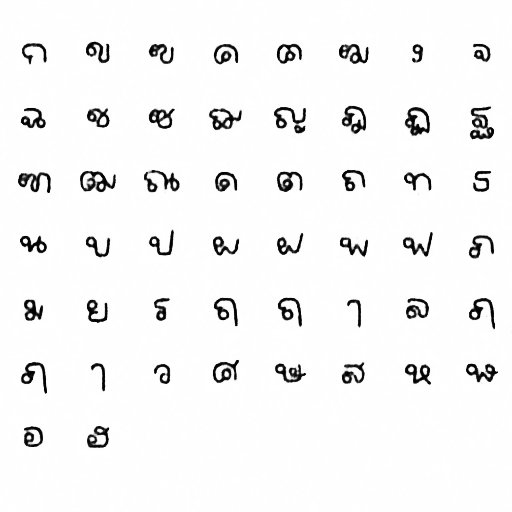 ก ข ฃ ค ฅ ฆ ง จ
ฉ ช ซ ฌ ญ ฎ ฏ ฐ
ฑ ฒ ณ ด ต ถ ท ธ
น บ ป ผ ฝ พ ฟ ภ
ม ย ร ฤ ฤ ๅ ล ฦ
ฦ ๅ ว ศ ษ ส ห ฬ
อ ฮ